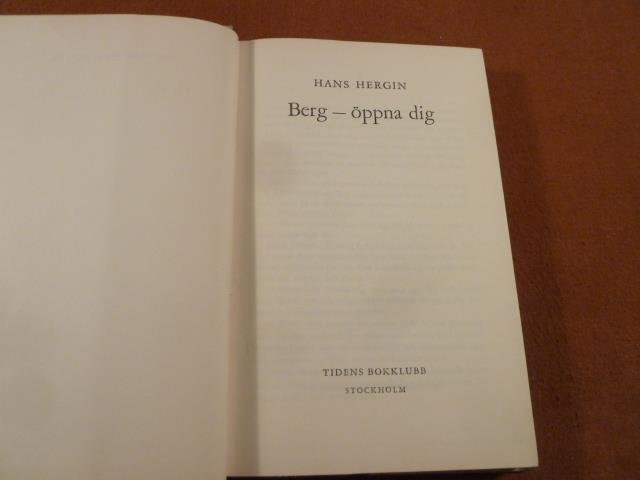 HANS HERGIN
Berg — öppna dig
TIDENS BOKKLUBB
STOCKHOLM